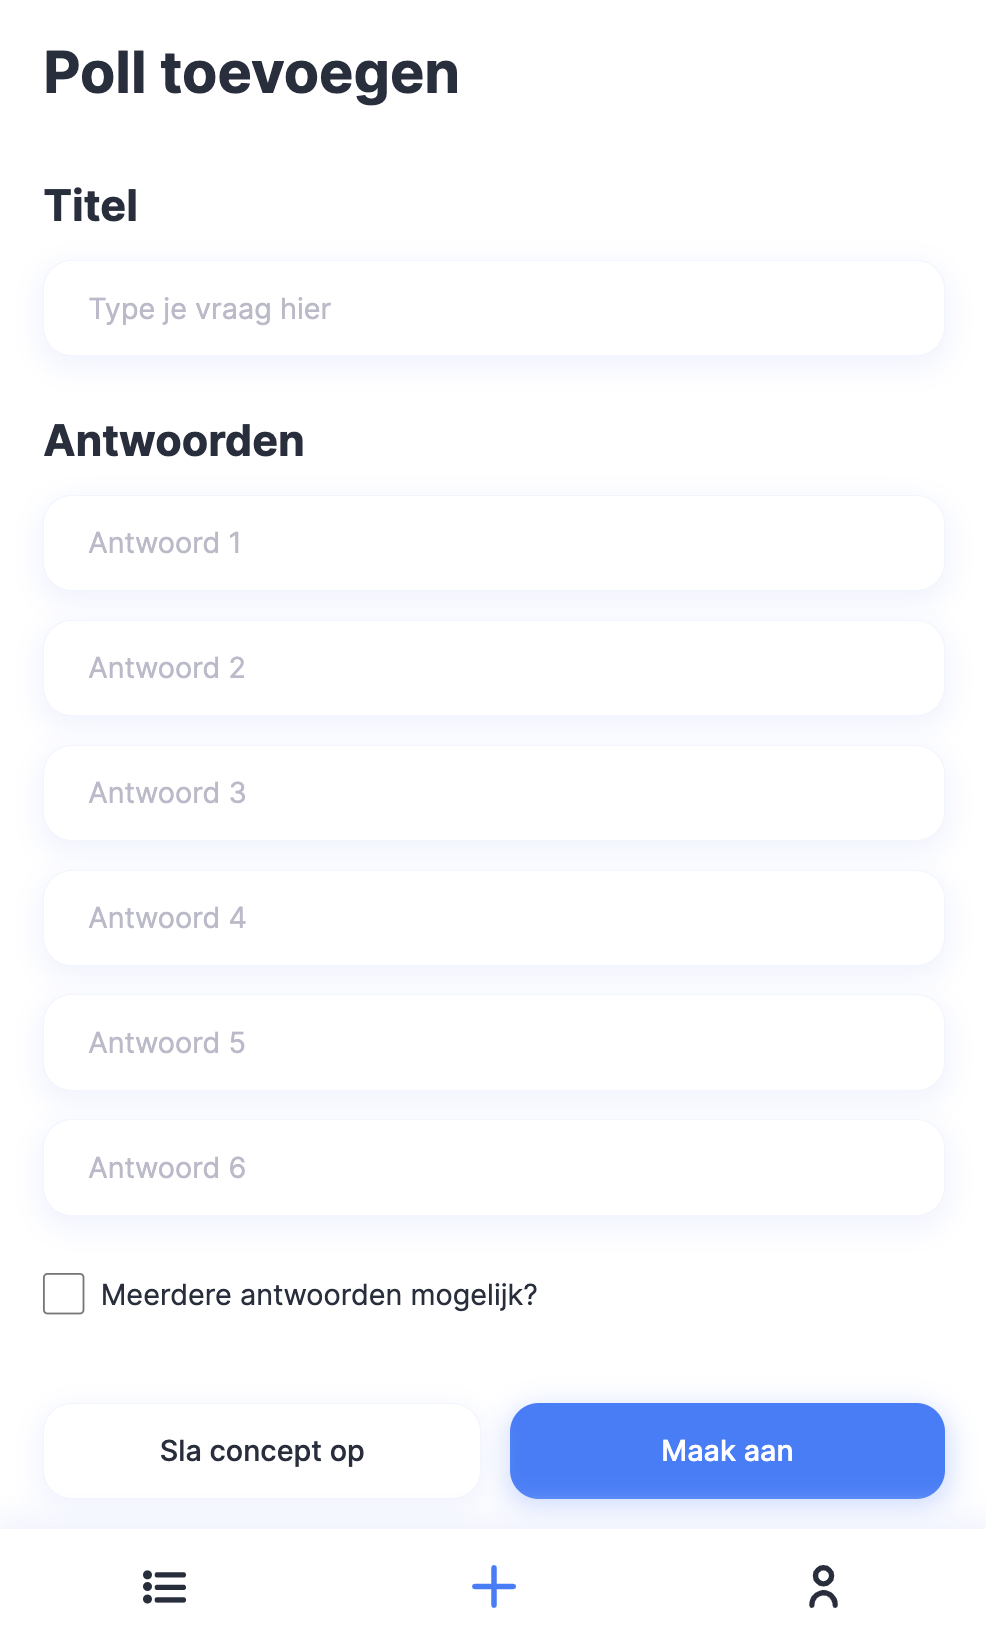 Poll toevoegen
Titel
Type je vraag hier
Antwoorden
Antwoord 1
Antwoord 2
Antwoord 3
Antwoord 4
Antwoord 5
Antwoord 6
Meerdere antwoorden mogelijk?
Sla concept op
Maak aan